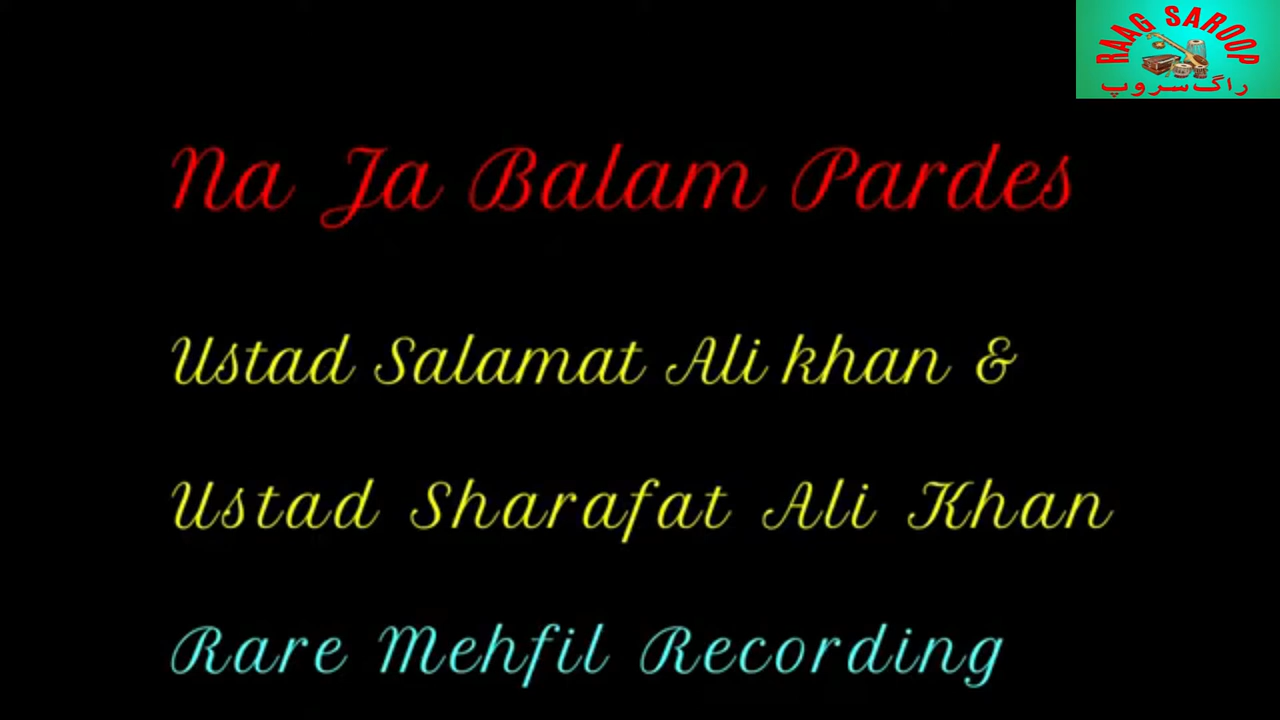 RAAG SAROOP
راگ سروپ
Na Ja Balam Pardes
Ustad Salamat Ali khan &
Ustad Sharafat Ali Khan
Rare Mehfil Recording